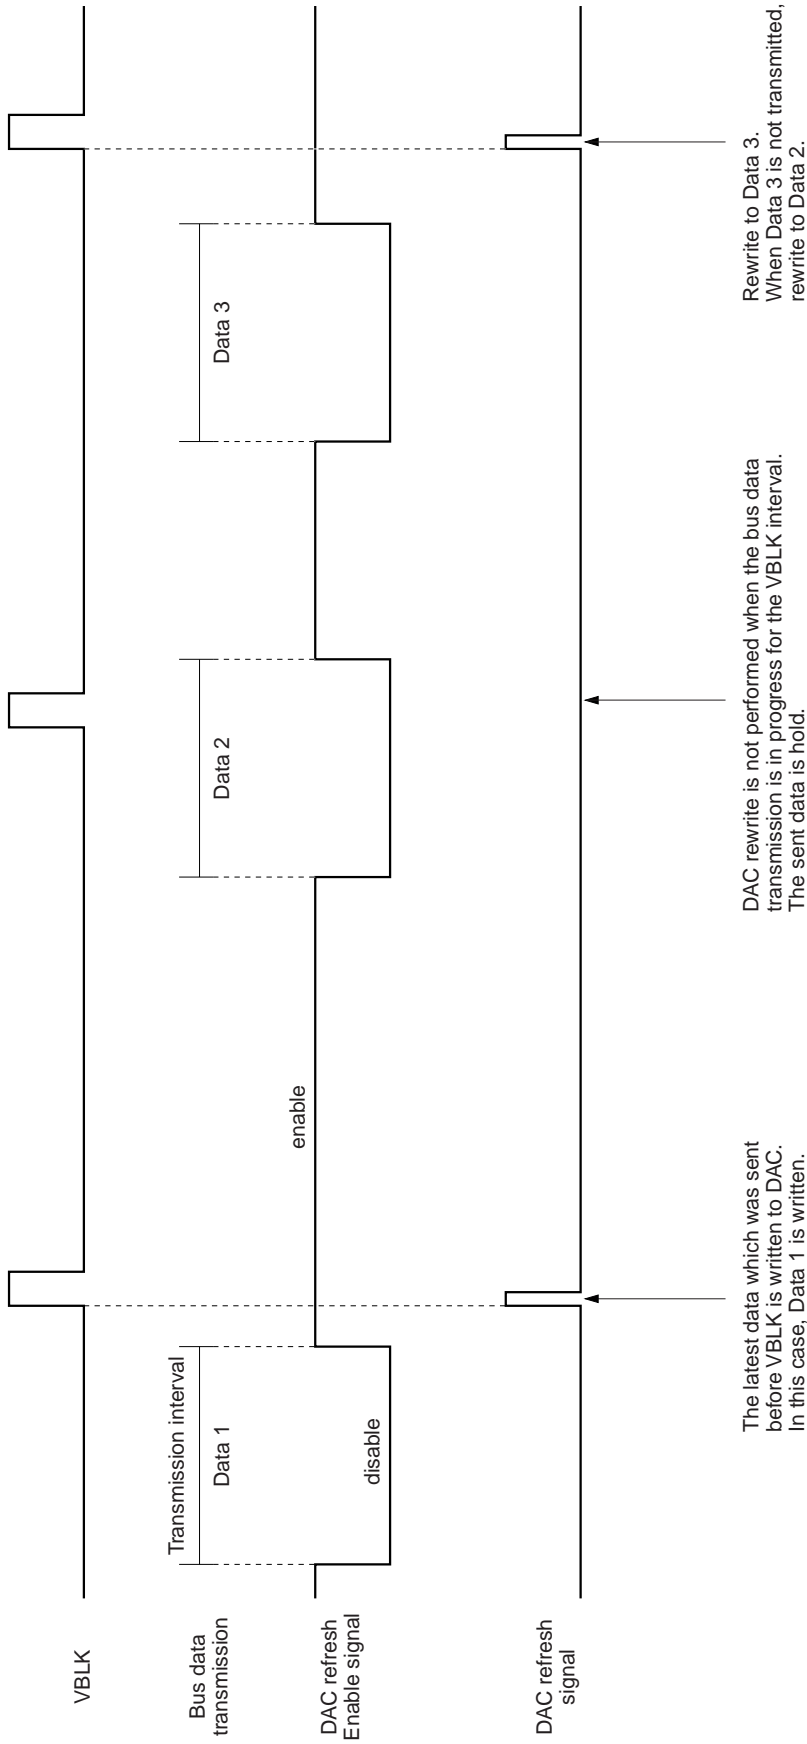 VBLK
Bus data
transmission
Transmission interval
Data 1
Data 2
Data 3
DAC refresh
Enable signal
disable
enable
DAC refresh
signal
The latest data which was sent
before VBLK is written to DAC.
In this case, Data 1 is written.
DAC rewrite is not performed when the bus data
transmission is in progress for the VBLK interval.
The sent data is hold.
Rewrite to Data 3.
When Data 3 is not transmitted,
rewrite to Data 2.